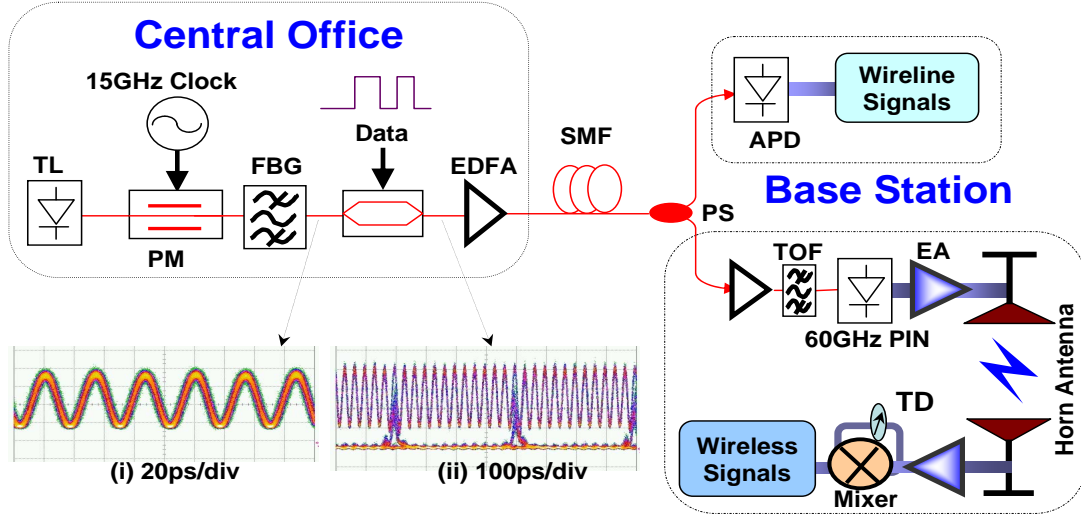 Central Office
15GHz Clock
Data
TL
PM
FBG
EDFA
SMF
PS
APD
Wireline
Signals
Base Station
TOF
EA
60GHz PIN
Horn Antenna
TD
Mixer
Wireless
Signals
(i) 20ps/div
(ii) 100ps/div